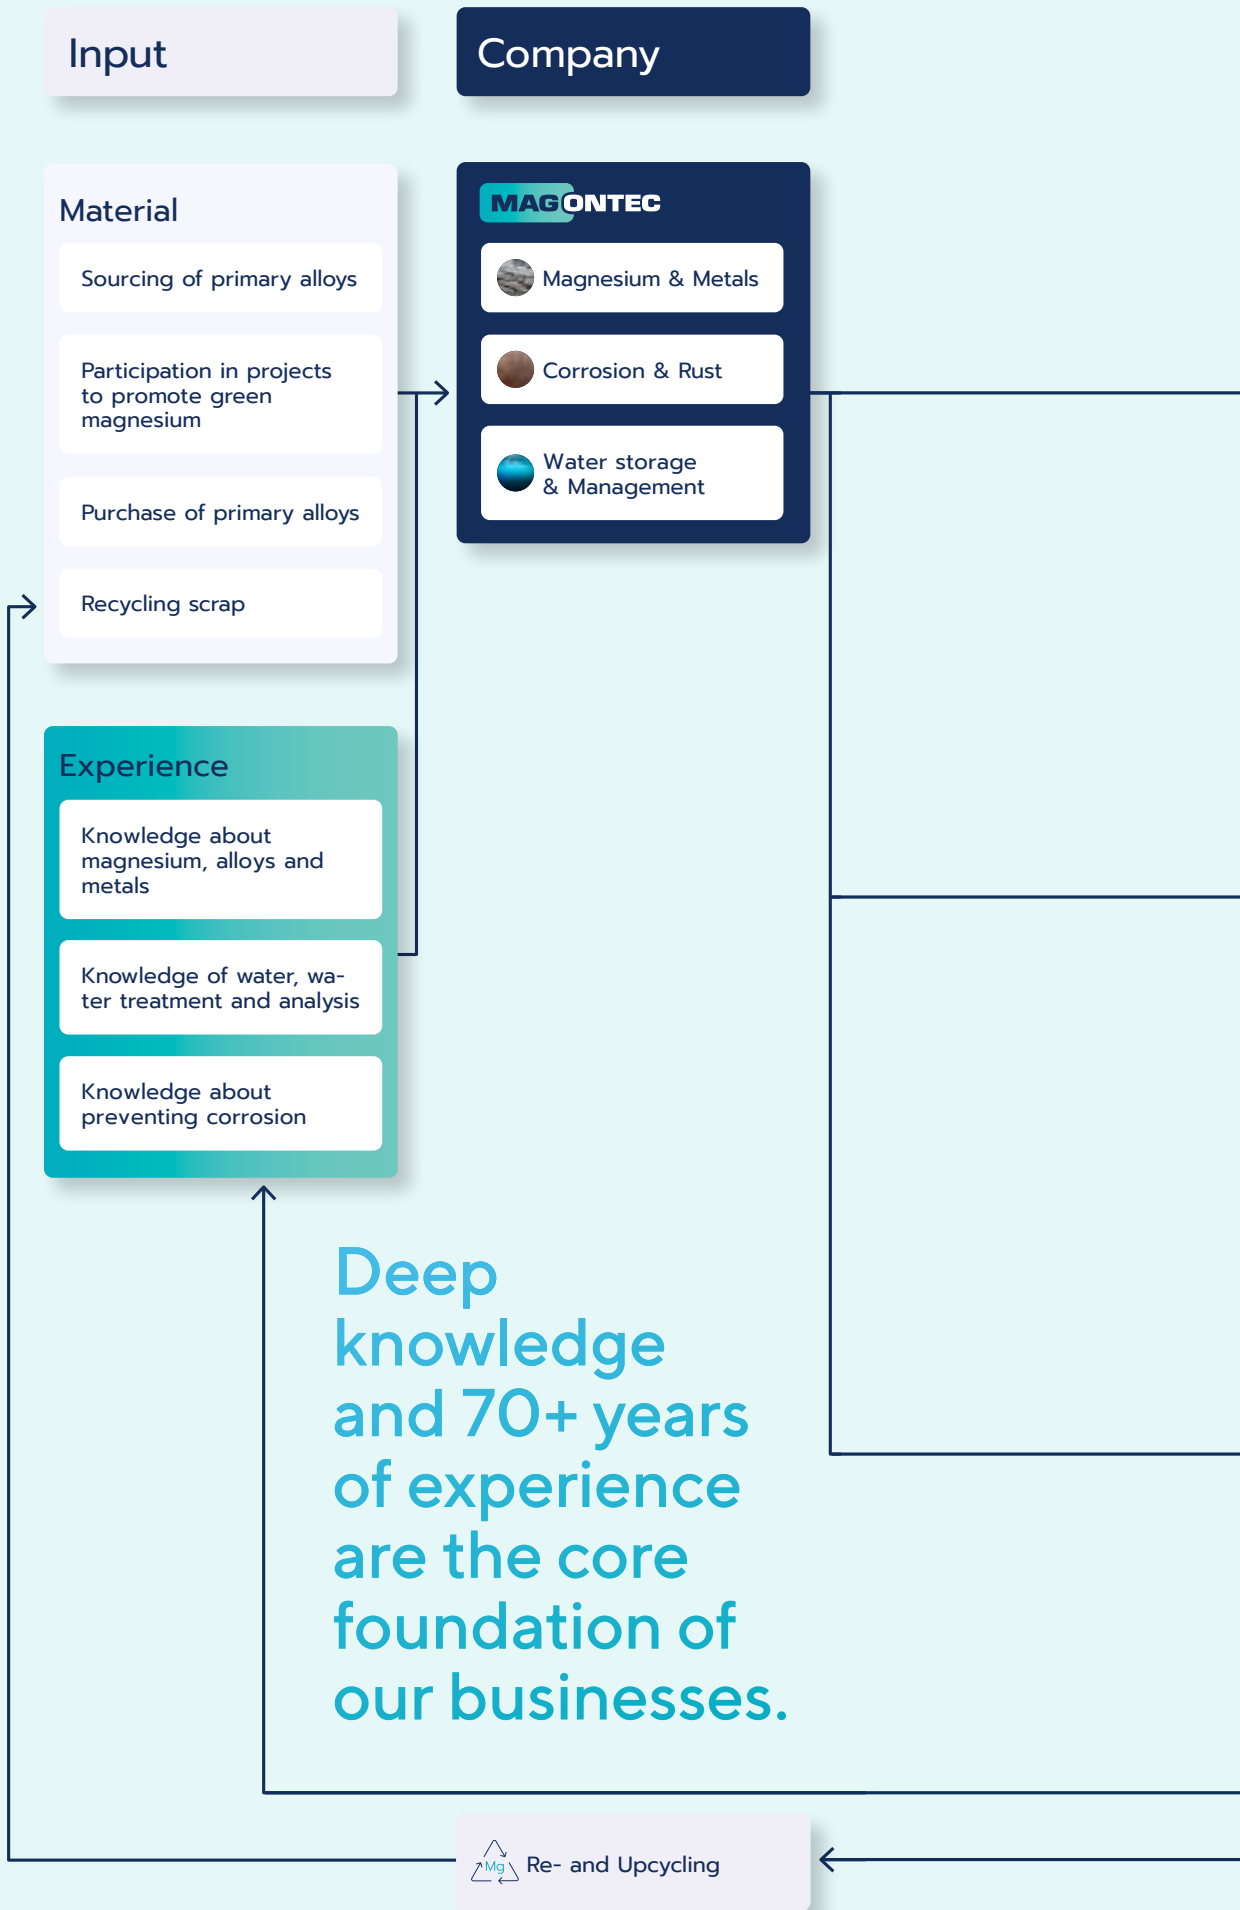 Input
Company
Material
Sourcing of primary alloys
Participation in projects
to promote green
magnesium
Purchase of primary alloys
Recycling scrap
MAGONTEC
Magnesium & Metals
Corrosion & Rust
Water storage
& Management
Experience
Knowledge about
magnesium, alloys and
metals
Knowledge of water, wa-
ter treatment and analysis
Knowledge about
preventing corrosion
Deep
knowledge
and 70+ years
of experience
are the core
foundation of
our businesses.
Mg
Re- and Upcycling